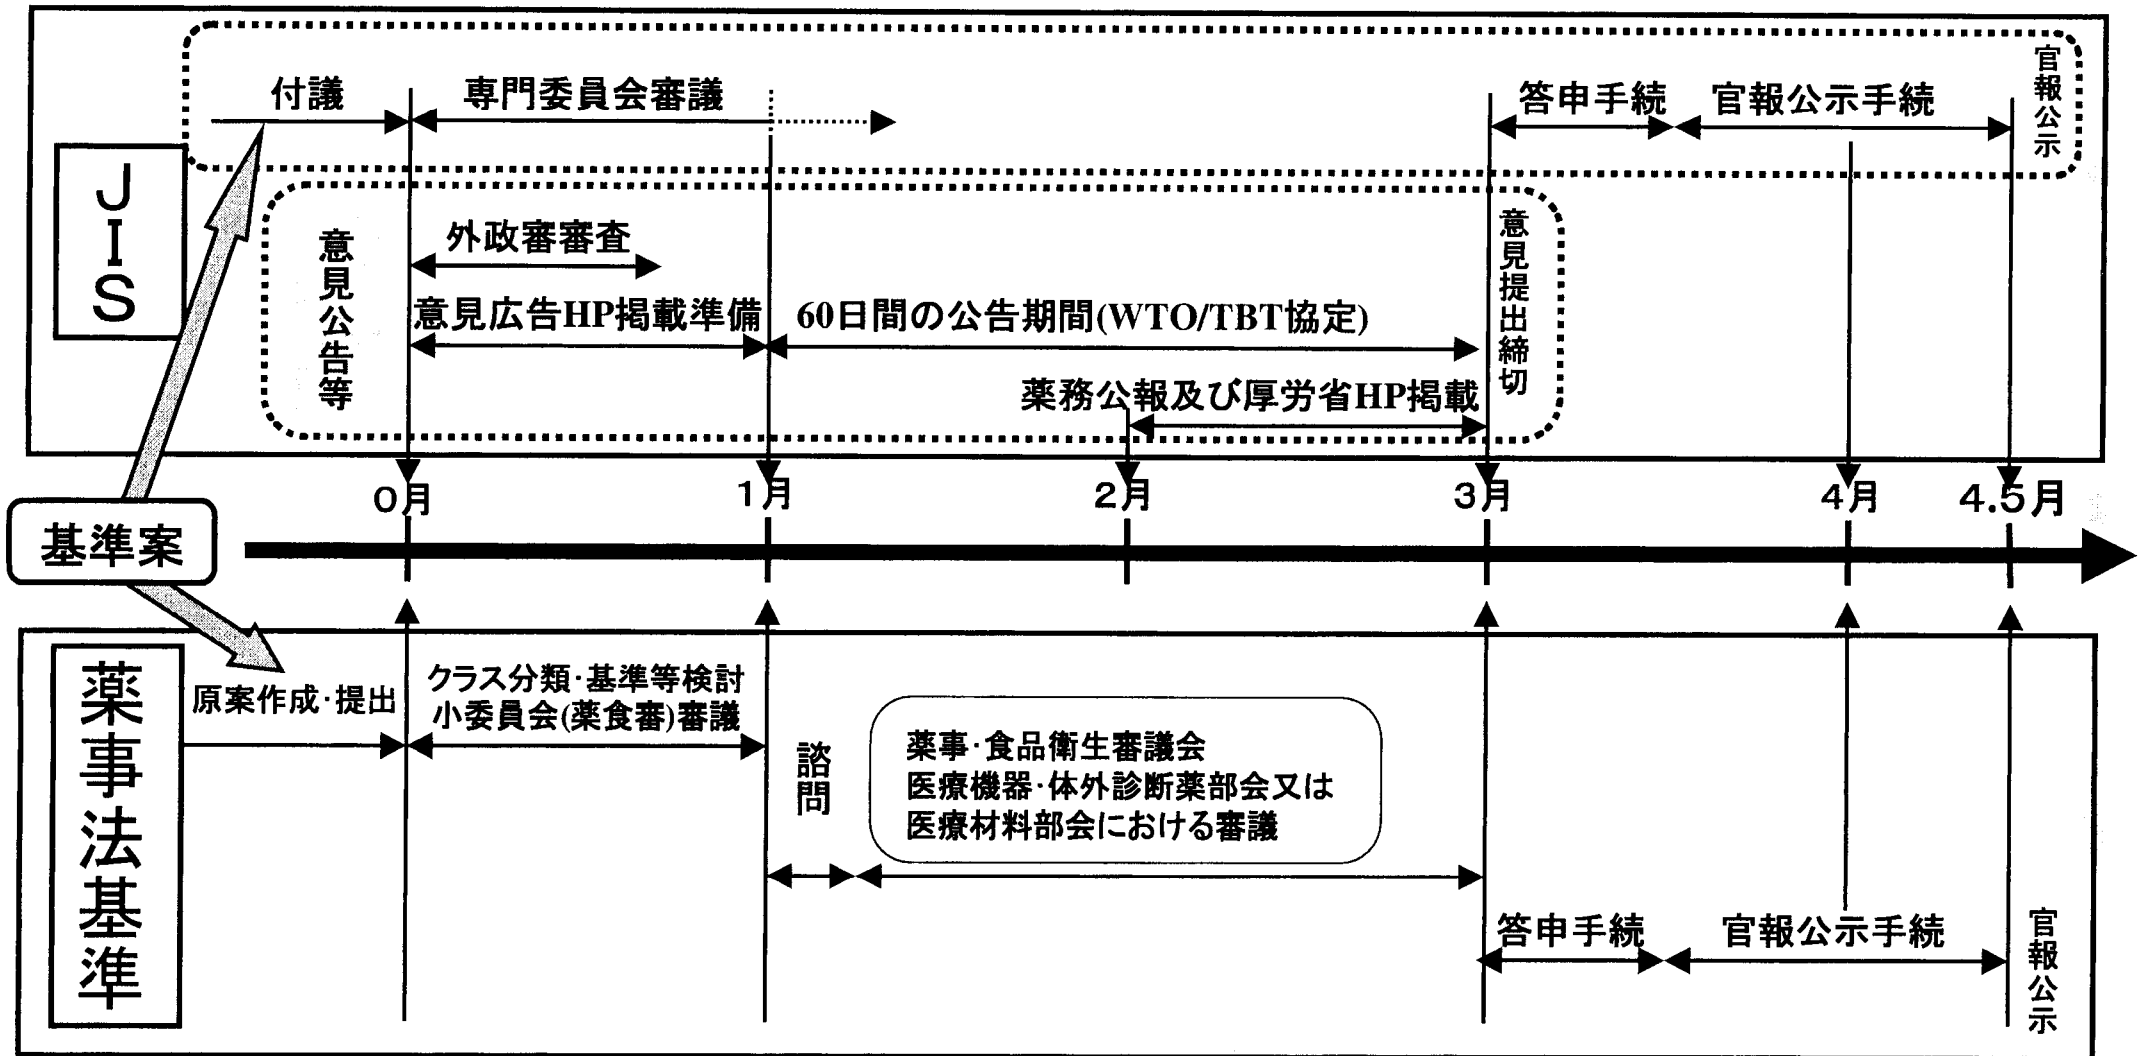 付議
専門委員会審議
答申手続
官報公示手続
官報公示
JIS
意見公告等
外政審審査
意見広告HP掲載準備
60日間の公告期間(WTO/TBT協定)
薬務公報及び厚労省HP掲載
意見提出締切
0月
1月
2月
3月
4月
4.5月
基準案
薬事法基準
原案作成・提出
クラス分類・基準等検討
小委員会(薬食審)審議
諮問
薬事・食品衛生審議会
医療機器・体外診断薬部会又は
医療材料部会における審議
答申手続
官報公示手続
官報公示